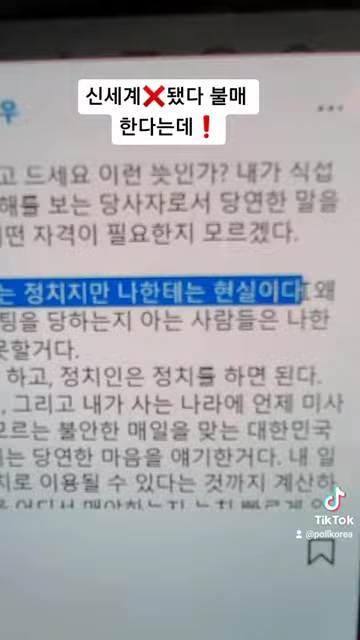 신세계❌됐다 불매
한다는데❗
우
고 드세요 이런 뜻인가? 내가 직섭
해를 보는 당사자로서 당연한 말을
떤 자격이 필요한지 모르겠다.
는 정치지만 나한테는 현실이다 왜
팅을 당하는지 아는 사람들은 나한
못할거다.
하고, 정치인은 정치를 하면 된다.
, 그리고 내가 사는 나라에 언제 미사
모르는 불안한 매일을 맞는 대한민국
는 당연한 마음을 얘기한거다. 내 일
치로 이용될 수 있다는 것까지 계산하
TikTok
@pollkorea